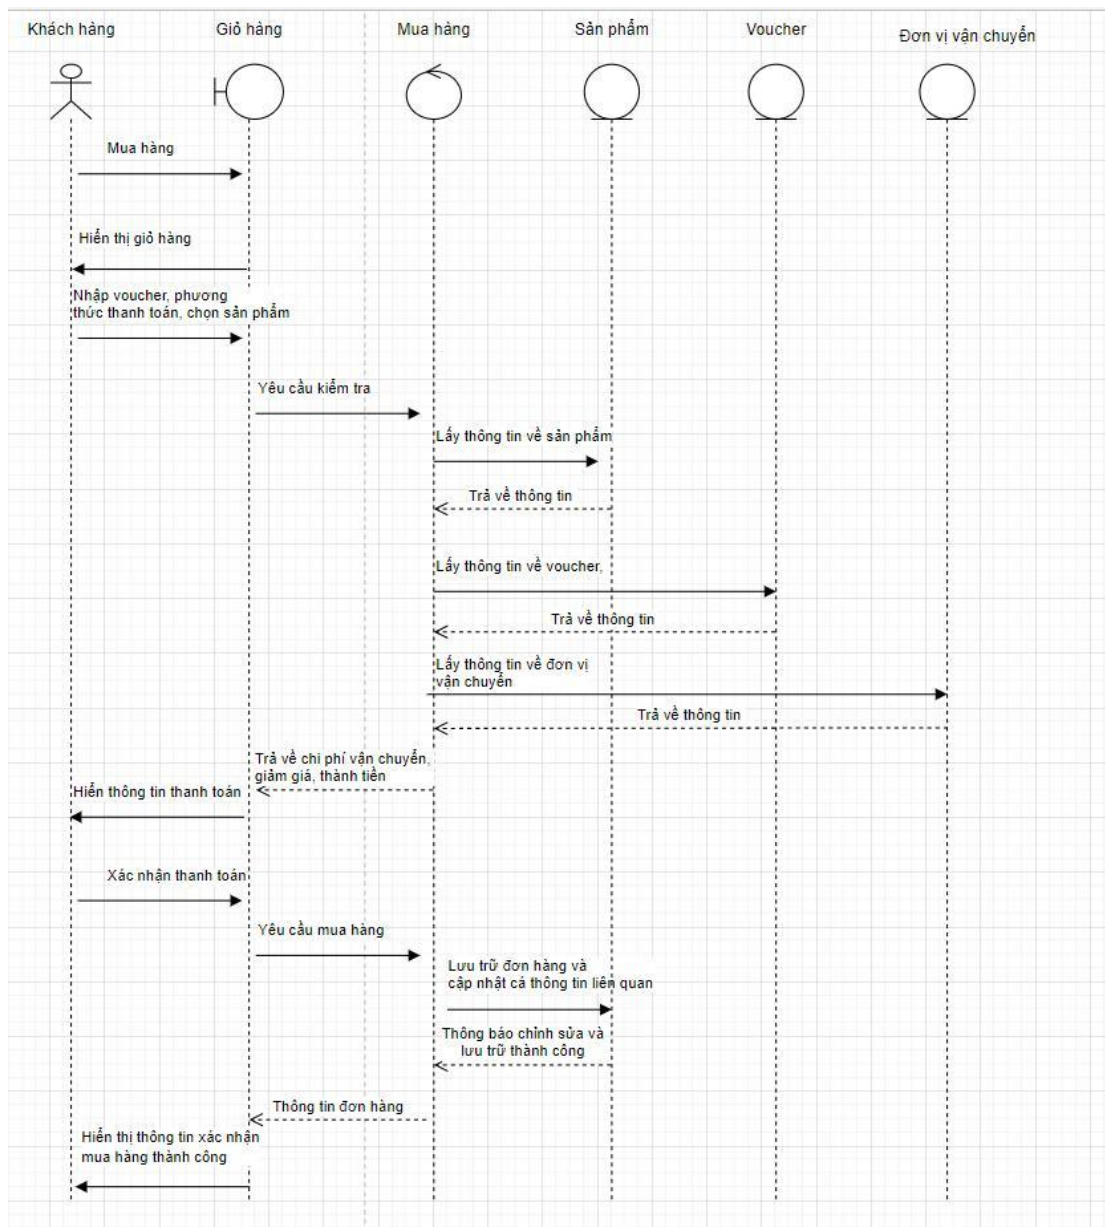 Khách hàng
Giỏ hàng
Mua hàng
Sản phẩm
Voucher
Đơn vị vận chuyển
Mua hàng
Hiển thị giỏ hàng
Nhập voucher, phương
thức thanh toán, chọn sản phẩm
Yêu cầu kiểm tra
Lấy thông tin về sản phẩm
Trả về thông tin
Lấy thông tin về voucher,
Trả về thông tin
Lấy thông tin về đơn vị
vận chuyển
Trả về thông tin
Trả về chi phí vận chuyển,
giảm giá, thành tiền
Hiển thông tin thanh toán
Xác nhận thanh toán
Yêu cầu mua hàng
Lưu trữ đơn hàng và
cập nhật cá thông tin liên quan
Thông báo chỉnh sửa và
lưu trữ thành công
Thông tin đơn hàng
Hiển thị thông tin xác nhận
mua hàng thành công